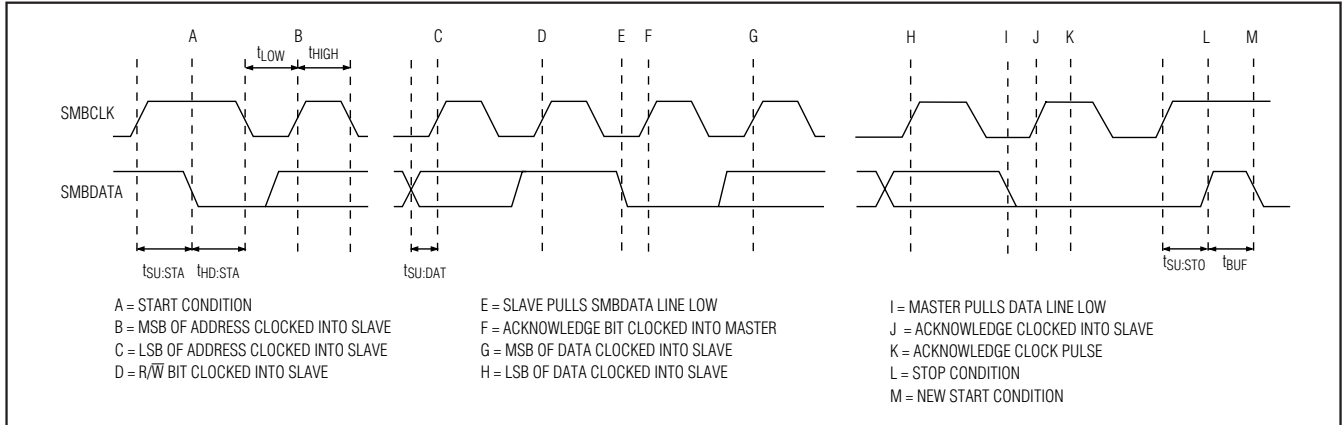 A B C D E F G H I J K L M
tLOW tHIGH
SMBCLK
SMBDATA
tSU:STA tHD:STA tSU:DAT tSU:STO tBUF
A = START CONDITION
B = MSB OF ADDRESS CLOCKED INTO SLAVE
C = LSB OF ADDRESS CLOCKED INTO SLAVE
D = R/W̅ BIT CLOCKED INTO SLAVE
E = SLAVE PULLS SMBDATA LINE LOW
F = ACKNOWLEDGE BIT CLOCKED INTO MASTER
G = MSB OF DATA CLOCKED INTO SLAVE
H = LSB OF DATA CLOCKED INTO SLAVE
I = MASTER PULLS DATA LINE LOW
J = ACKNOWLEDGE CLOCKED INTO SLAVE
K = ACKNOWLEDGE CLOCK PULSE
L = STOP CONDITION
M = NEW START CONDITION